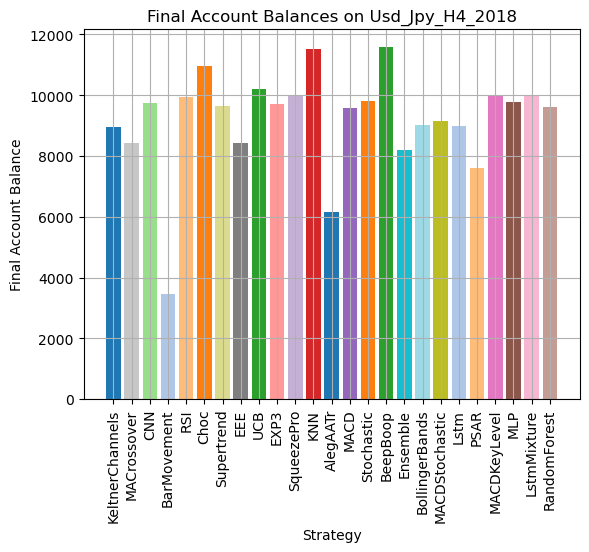 Final Account Balances on Usd_Jpy_H4_2018
Final Account Balance
12000
10000
8000
6000
4000
2000
0
KeltnerChannels
MACrossover
CNN
BarMovement
RSI
Choc
Supertrend
EEE
UCB
EXP3
SqueezePro
KNN
AlegAATr
MACD
Stochastic
BeepBoop
Ensemble
BollingerBands
MACDStochastic
Lstm
PSAR
MACDKeyLevel
MLP
LstmMixture
RandomForest
Strategy